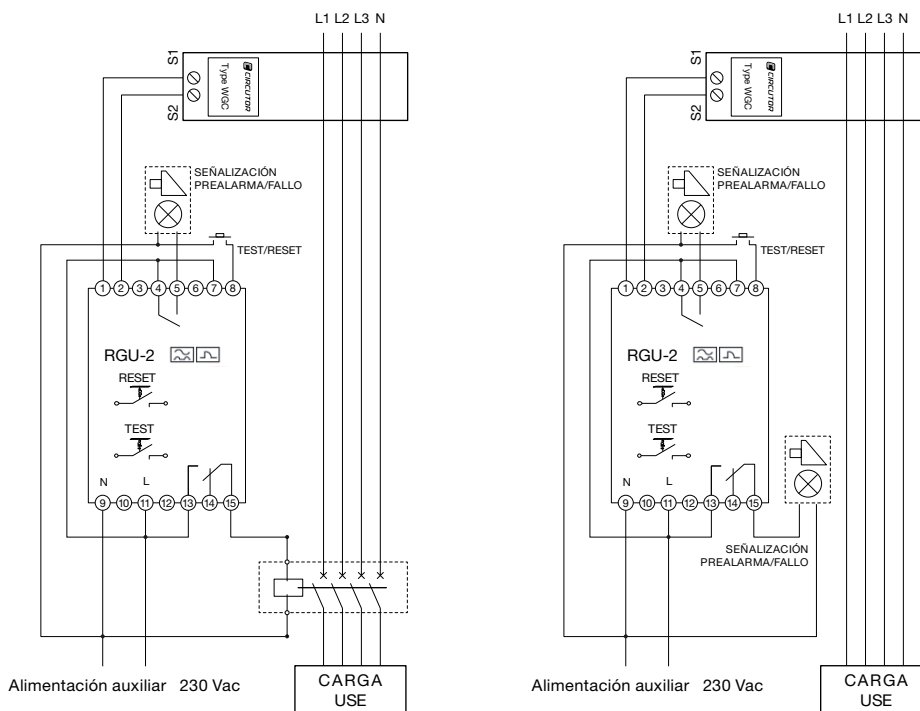 L1 L2 L3 N
S1
CIRCUTOR
Type WGC
S2
SEÑALIZACIÓN
PREALARMA/FALLO
TEST/RESET
1 2 3 4 5 6 7 8
RGU-2
RESET
TEST
N L
9 10 11 12 13 14 15
Alimentación auxiliar 230 Vac
CARGA
USE
L1 L2 L3 N
S1
CIRCUTOR
Type WGC
S2
SEÑALIZACIÓN
PREALARMA/FALLO
TEST/RESET
1 2 3 4 5 6 7 8
RGU-2
RESET
TEST
N L
9 10 11 12 13 14 15
SEÑALIZACIÓN
PREALARMA/FALLO
Alimentación auxiliar 230 Vac
CARGA
USE